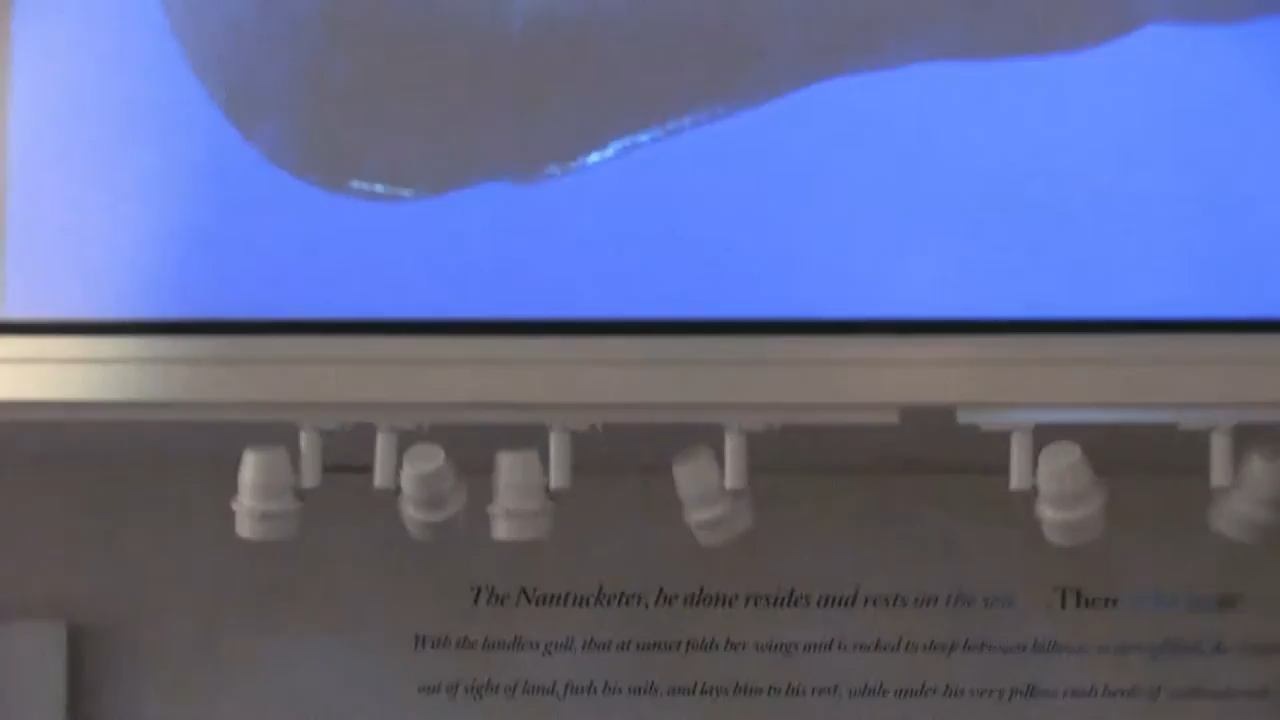 The Nantucketer, he alone resides and rests on the sea. There
With the landless gull, that at sunset folds her wings and is rocked to sleep between billows;
out of sight of land, furls his sails, and lays him to his rest, while under his very pillow rush herds of